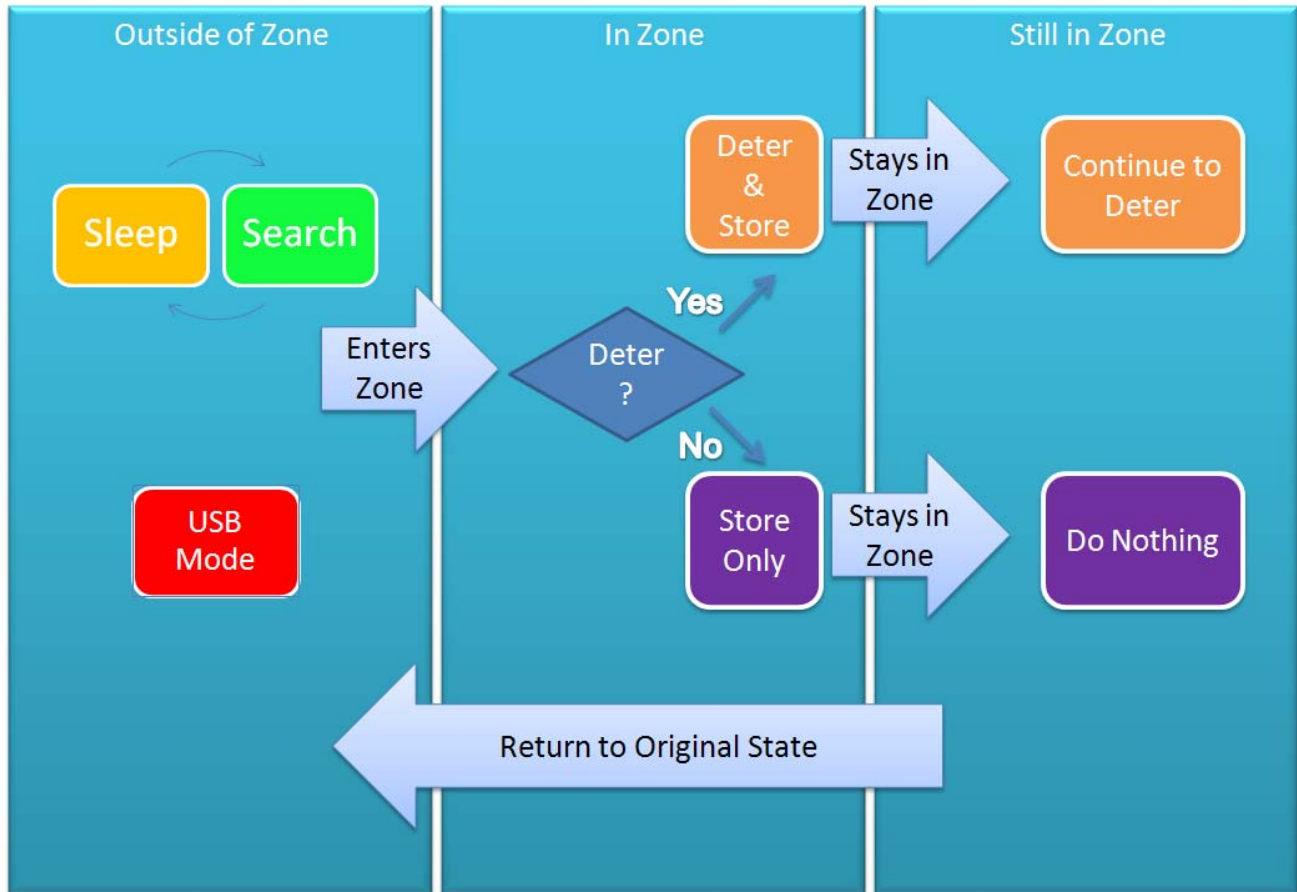 Outside of Zone
In Zone
Still in Zone
Sleep
Search
Enters
Zone
Deter
?
Yes
No
Deter
&
Store
Stays in
Zone
Continue to
Deter
USB
Mode
Store
Only
Stays in
Zone
Do Nothing
Return to Original State